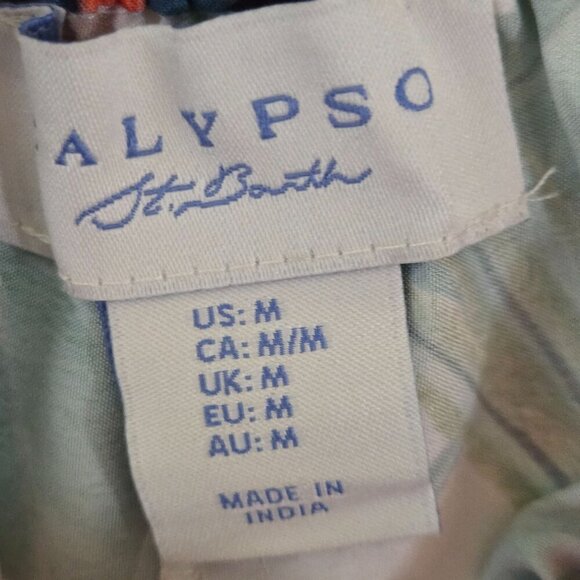 ALYPSO
St. Barth
US: M
CA: M/M
UK: M
EU: M
AU: M
MADE IN
INDIA